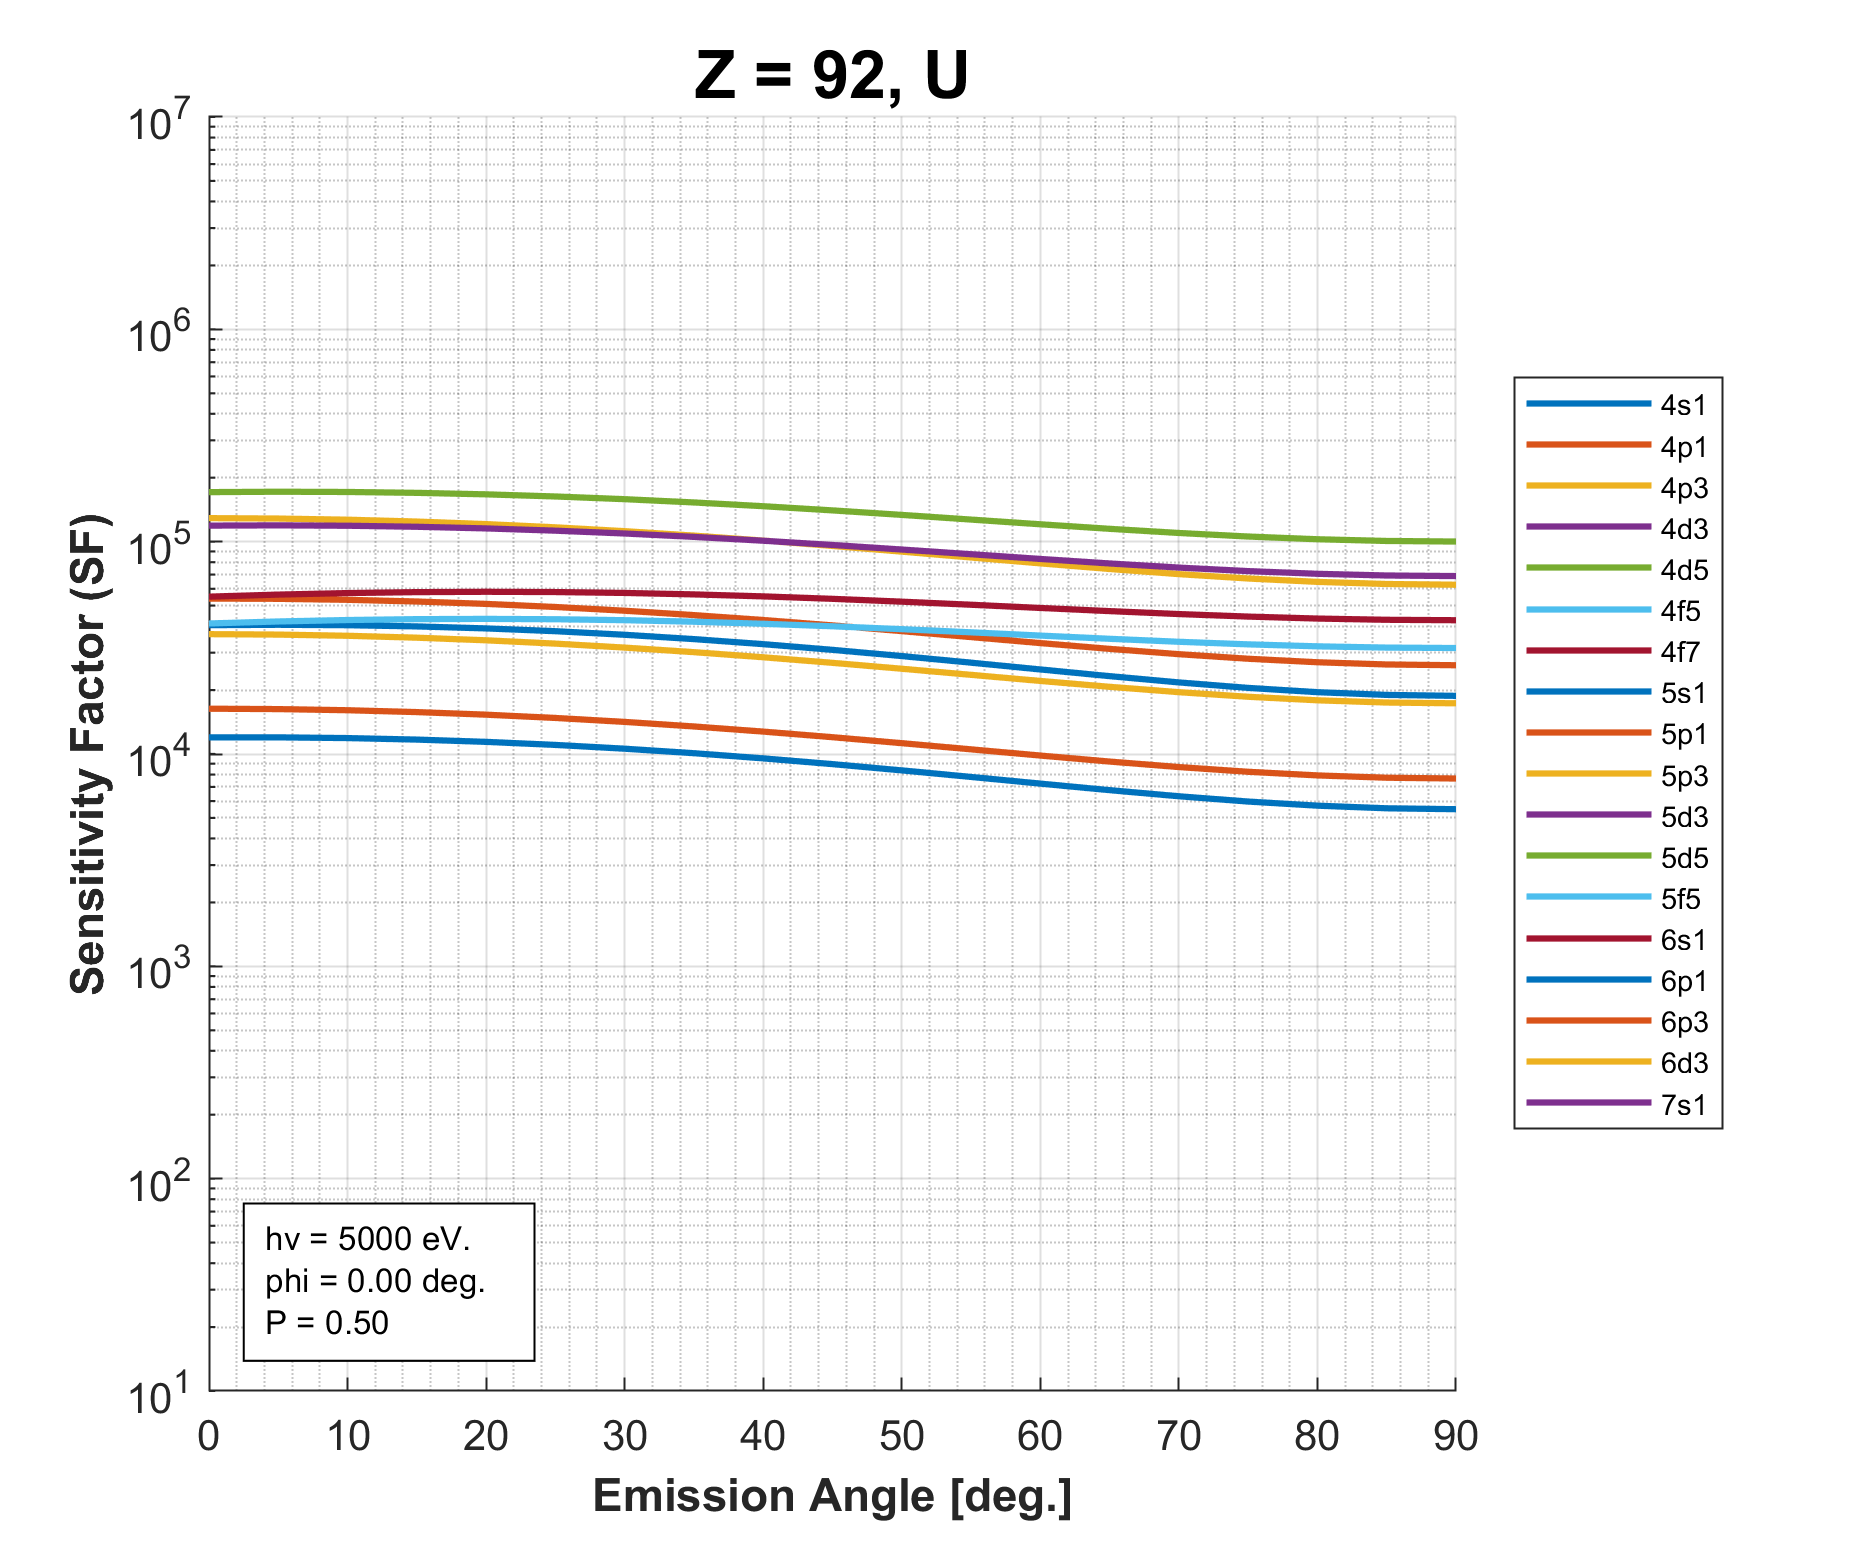 Z = 92, U
10^7
10^6
10^5
10^4
10^3
10^2
10^1
Sensitivity Factor (SF)
0 10 20 30 40 50 60 70 80 90
Emission Angle [deg.]
hv = 5000 eV.
phi = 0.00 deg.
P = 0.50
4s1
4p1
4p3
4d3
4d5
4f5
4f7
5s1
5p1
5p3
5d3
5d5
5f5
6s1
6p1
6p3
6d3
7s1